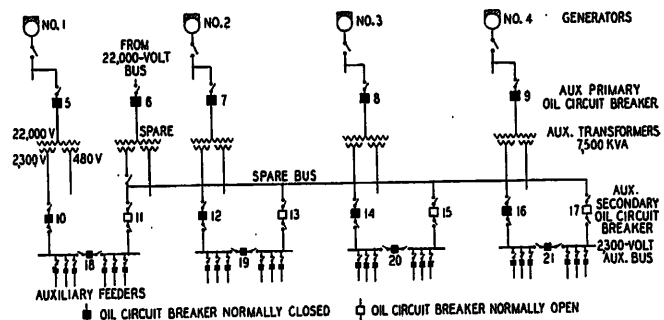 NO. 1
NO. 2
NO. 3
NO. 4
GENERATORS
FROM
22,000-VOLT
BUS
5
6
7
8
9
AUX PRIMARY
OIL CIRCUIT BREAKER
22,000 V
SPARE
AUX. TRANSFORMERS
7,500 KVA
2300 V
480 V
SPARE BUS
10
11
12
13
14
15
16
17
AUX.
SECONDARY
OIL CIRCUIT
BREAKER
18
19
20
21
2300-VOLT
AUX. BUS
AUXILIARY FEEDERS
OIL CIRCUIT BREAKER NORMALLY CLOSED
OIL CIRCUIT BREAKER NORMALLY OPEN